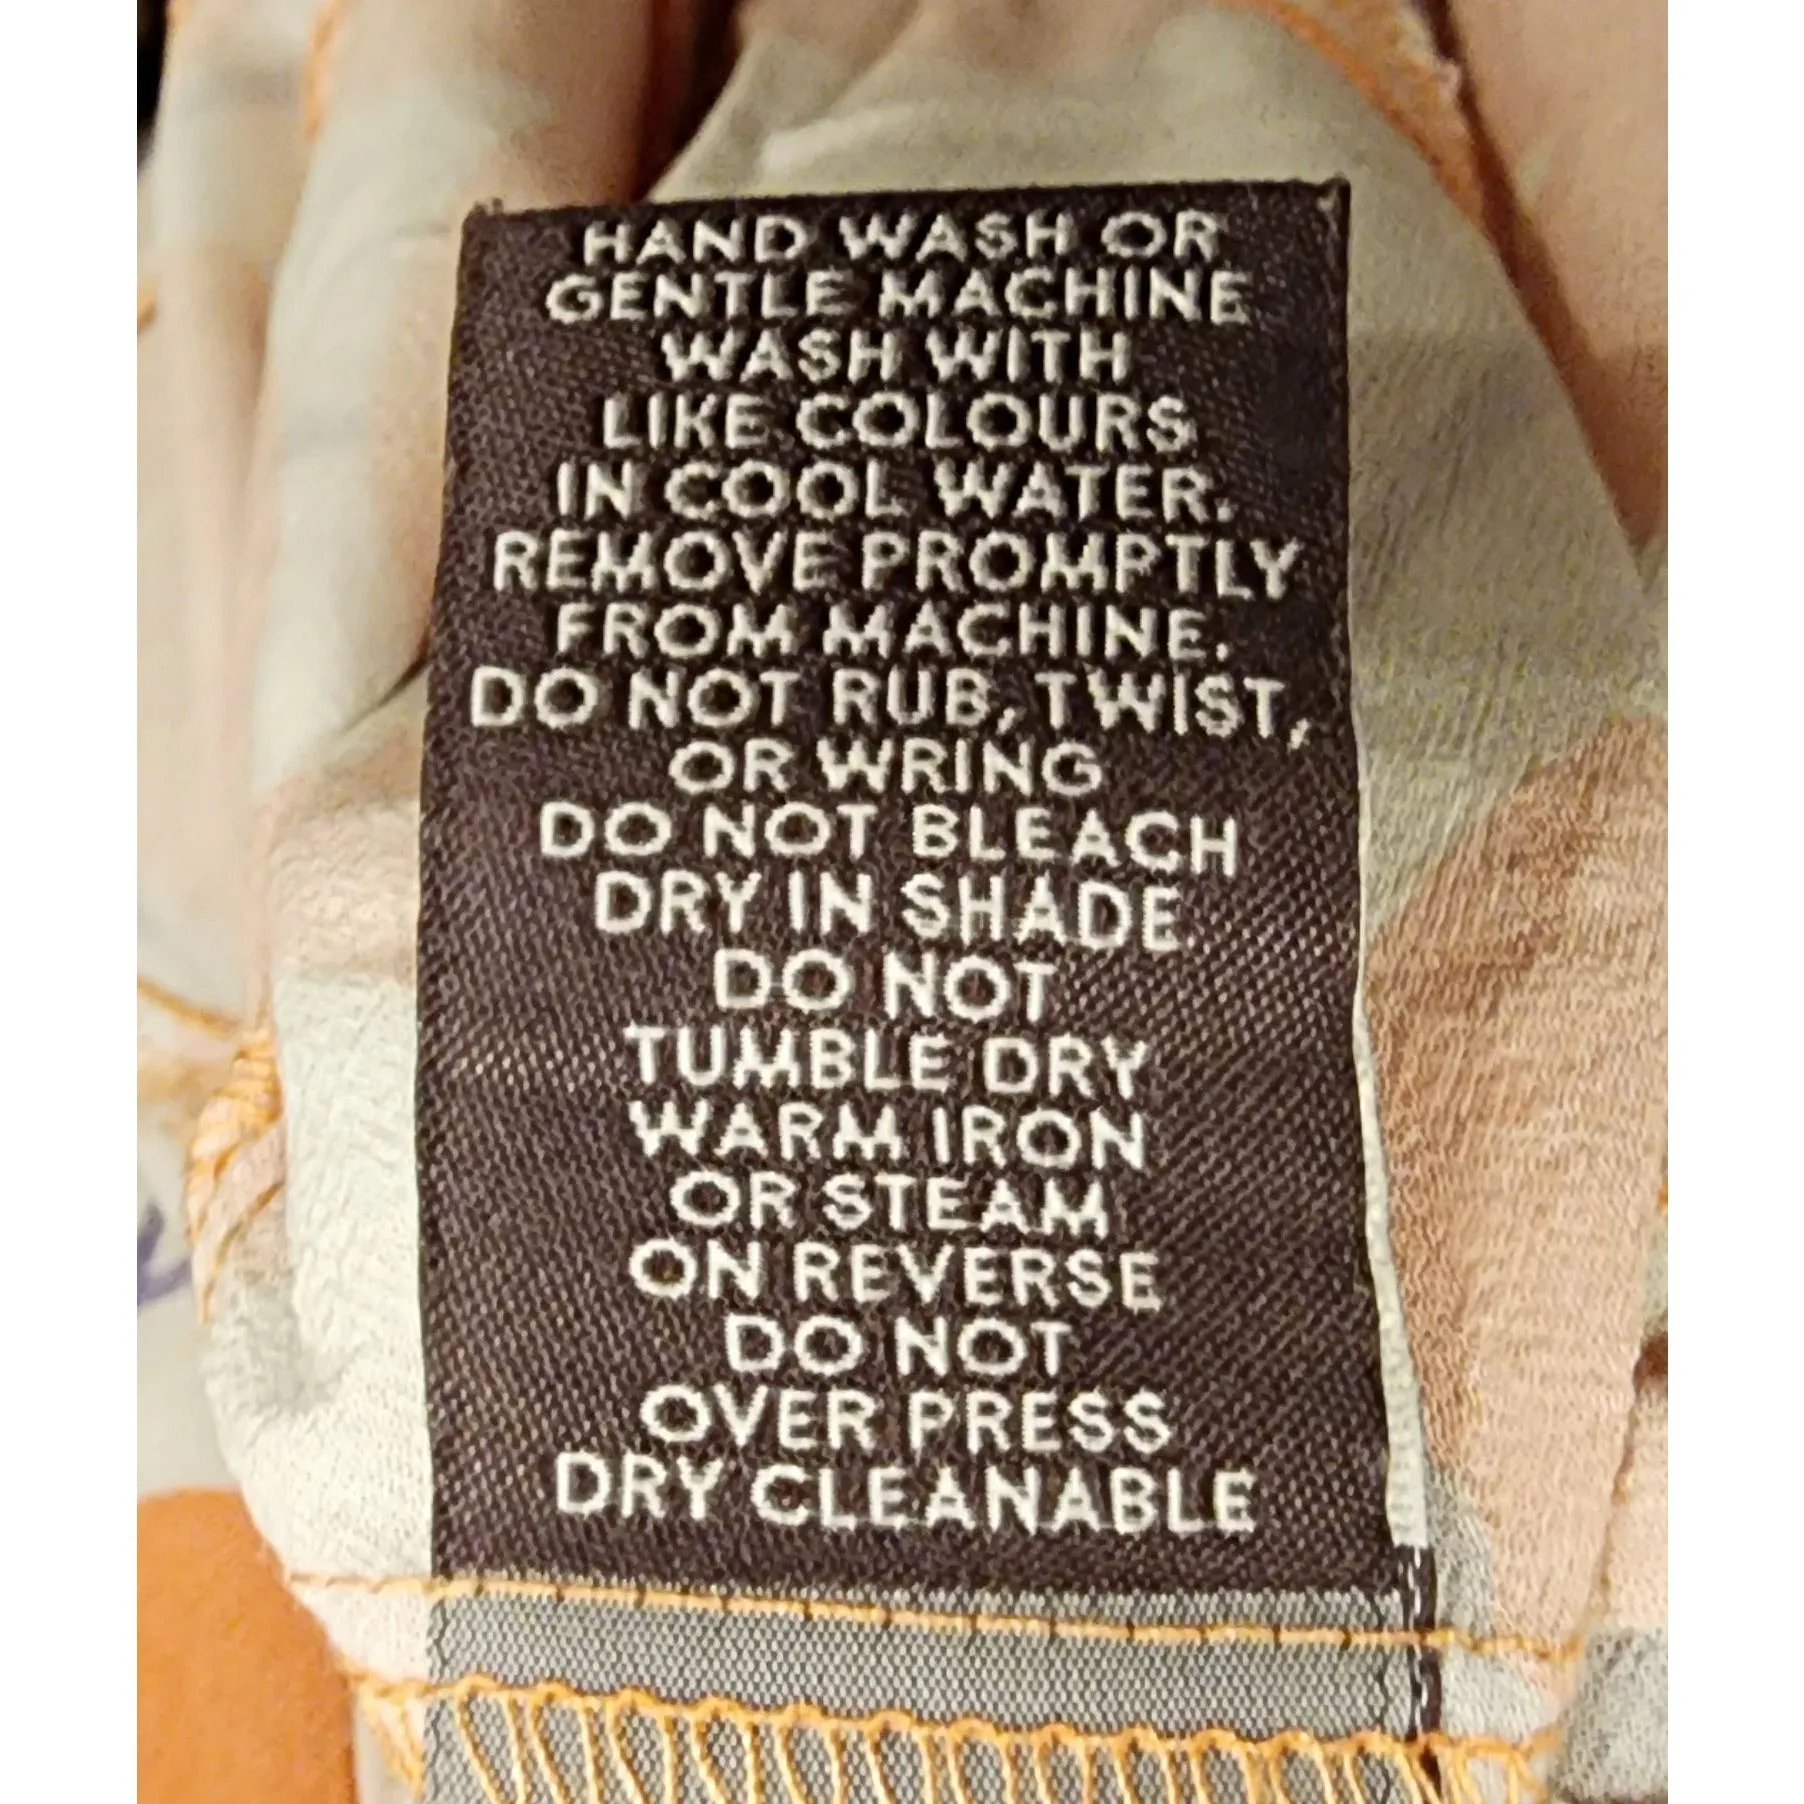 HAND WASH OR
GENTLE MACHINE
WASH WITH
LIKE COLOURS
IN COOL WATER.
REMOVE PROMPTLY
FROM MACHINE.
DO NOT RUB, TWIST,
OR WRING
DO NOT BLEACH
DRY IN SHADE
DO NOT
TUMBLE DRY
WARM IRON
OR STEAM
ON REVERSE
DO NOT
OVER PRESS
DRY CLEANABLE